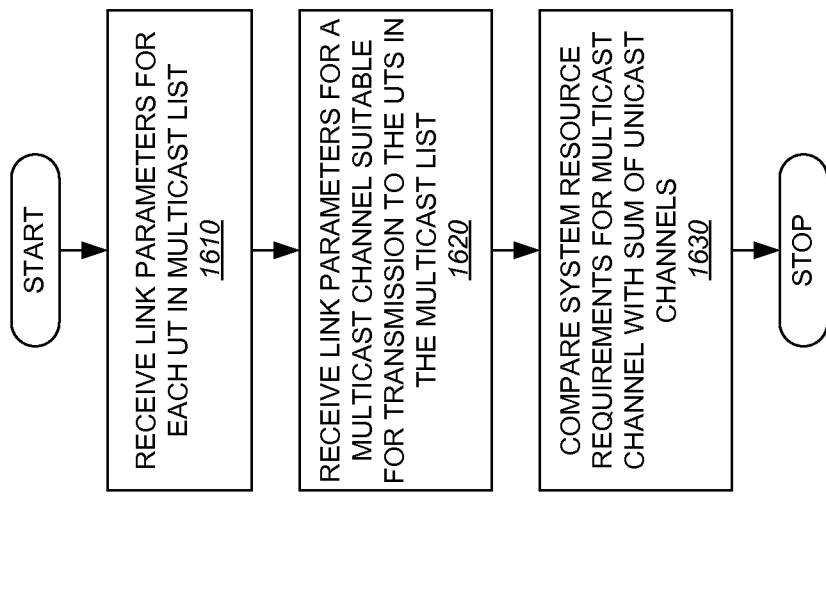 START
RECEIVE LINK PARAMETERS FOR
EACH UT IN MULTICAST LIST
1610
RECEIVE LINK PARAMETERS FOR A
MULTICAST CHANNEL SUITABLE
FOR TRANSMISSION TO THE UTS IN
THE MULTICAST LIST
1620
COMPARE SYSTEM RESOURCE
REQUIREMENTS FOR MULTICAST
CHANNEL WITH SUM OF UNICAST
CHANNELS
1630
STOP